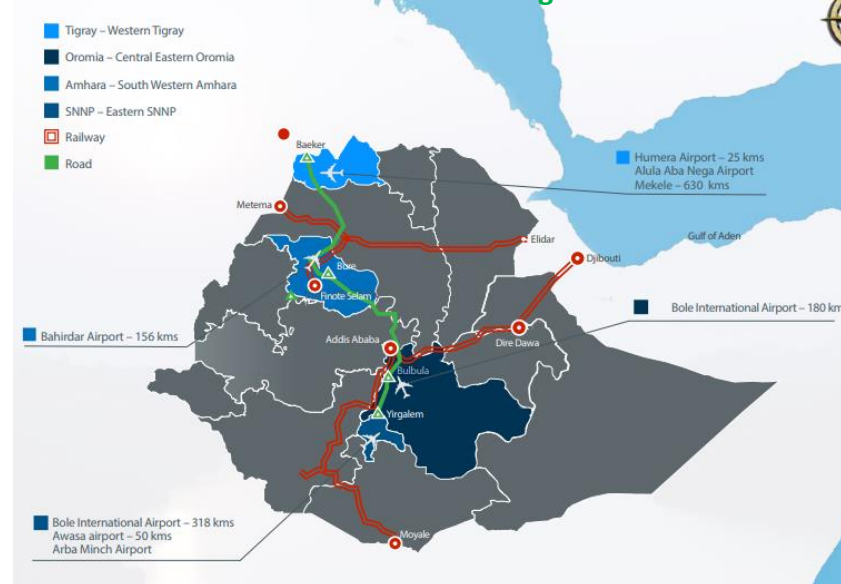 Tigray – Western Tigray
Oromia – Central Eastern Oromia
Amhara – South Western Amhara
SNNP – Eastern SNNP
Railway
Road
Baeker
Humera Airport – 25 kms
Alula Aba Nega Airport
Mekele – 630 kms
Metema
Elidar
Gulf of Aden
Djibouti
Bure
Finote Selam
Bole International Airport – 180 km
Bahirdar Airport – 156 kms
Addis Ababa
Dire Dawa
Bulbula
Yirgalem
Bole International Airport – 318 kms
Awasa airport – 50 kms
Arba Minch Airport
Moyale